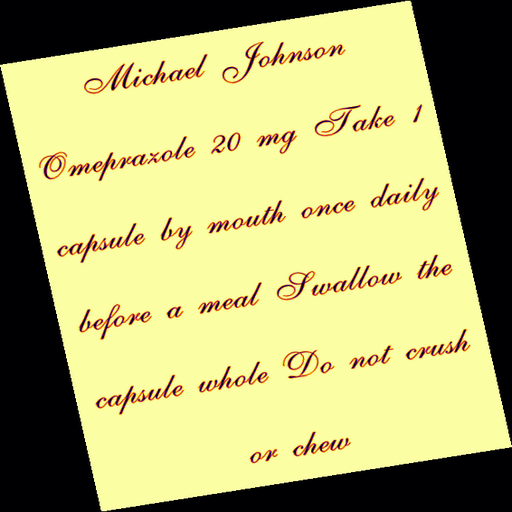 Michael Johnson
Omeprazole 20 mg Take 1
capsule by mouth once daily
before a meal Swallow the
capsule whole Do not crush
or chew